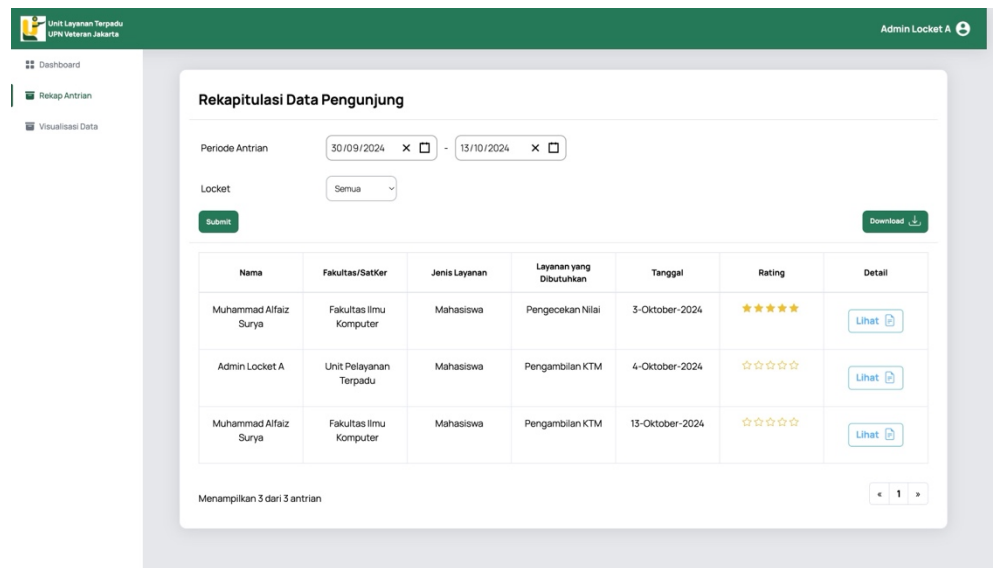 Unit Layanan Terpadu
UPN Veteran Jakarta
Admin Locket A
Dashboard
Rekap Antrian
Visualisasi Data
Rekapitulasi Data Pengunjung
Periode Antrian 30/09/2024 - 13/10/2024
Locket Semua
Submit Download
Nama Fakultas/SatKer Jenis Layanan Layanan yang Dibutuhkan Tanggal Rating Detail
Muhammad Alfaiz Surya Fakultas Ilmu Komputer Mahasiswa Pengecekan Nilai 3-Oktober-2024 Lihat
Admin Locket A Unit Pelayanan Terpadu Mahasiswa Pengambilan KTM 4-Oktober-2024 Lihat
Muhammad Alfaiz Surya Fakultas Ilmu Komputer Mahasiswa Pengambilan KTM 13-Oktober-2024 Lihat
Menampilkan 3 dari 3 antrian « 1 »